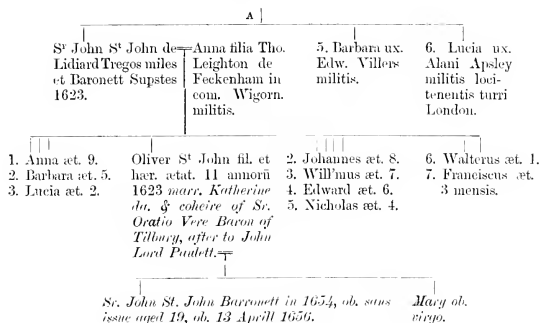 A
Sr John St John de
Lidiard Tregos miles
et Baronett Supstes
1623.
Anna filia Tho.
Leighton de
Feckenham in
com. Wigorn.
militis.
5. Barbara ux.
Edw. Villers
militis.
6. Lucia ux.
Alani Apsley
militis loci-
tenentis turri
London.
1. Anna æt. 9.
2. Barbara æt. 5.
3. Lucia æt. 2.
Oliver St John fil. et
hær. ætat. 11 annorũ
1623 marr. Katherine
da. & coheire of Sr.
Oratio Vere Baron of
Tilbury, after to John
Lord Paulett.
2. Johannes æt. 8.
3. Will'mus æt. 7.
4. Edward æt. 6.
5. Nicholas æt. 4.
6. Walterus æt. 1.
7. Franciscus æt.
3 mensis.
Sr. John St. John Barronett in 1654, ob. sans
issue aged 19, ob. 13 Aprill 1656.
Mary ob.
virgo.